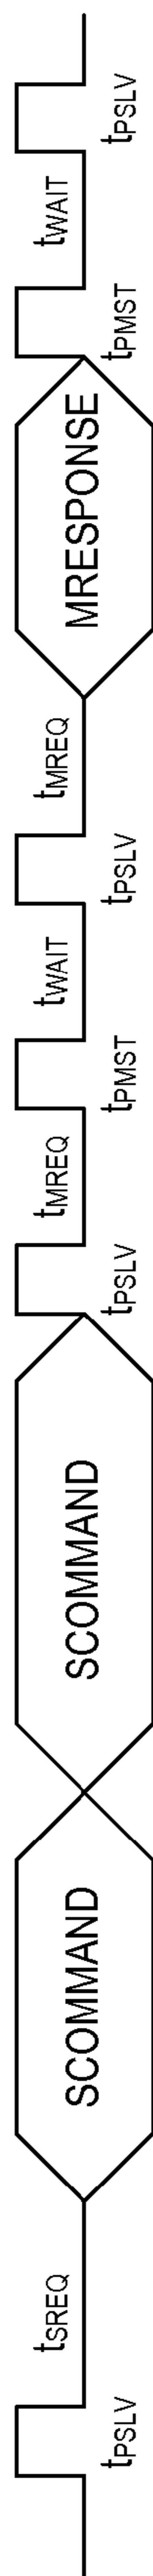 tPSLV
tSREQ
SCOMMAND
SCOMMAND
tPSLV
tMREQ
tPMST
tWAIT
tPSLV
tMREQ
MRESPONSE
tPMST
tWAIT
tPSLV